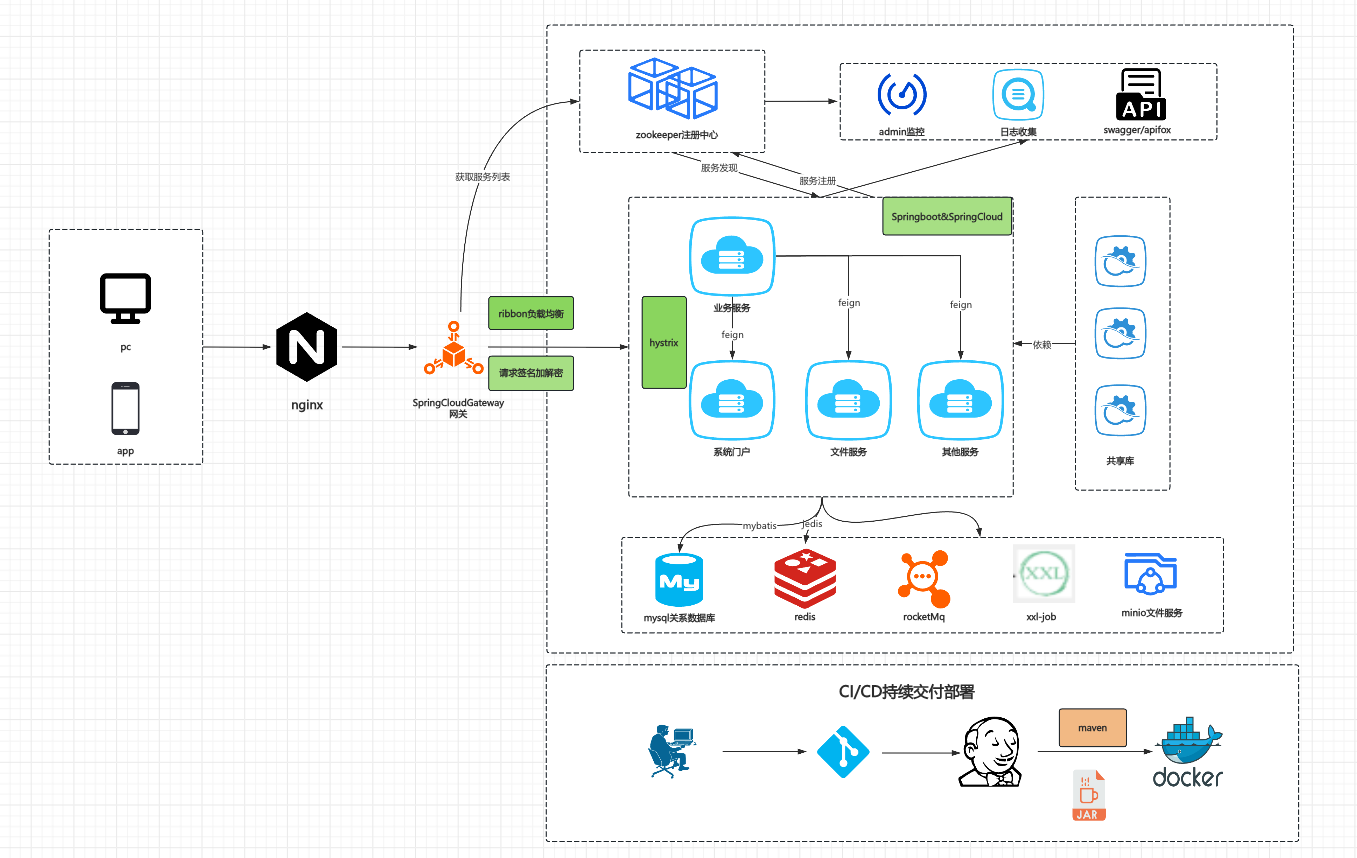 zookeeper注册中心
admin监控
日志收集
swagger/apifox
API
获取服务列表
服务发现
服务注册
Springboot&SpringCloud
pc
app
N
nginx
SpringCloudGateway
网关
ribbon负载均衡
请求签名加解密
hystrix
业务服务
feign
feign
feign
系统门户
文件服务
其他服务
依赖
共享库
mybatis
jedis
My
mysql关系数据库
redis
rocketMq
XXL
xxl-job
minio文件服务
CI/CD持续交付部署
maven
JAR
docker